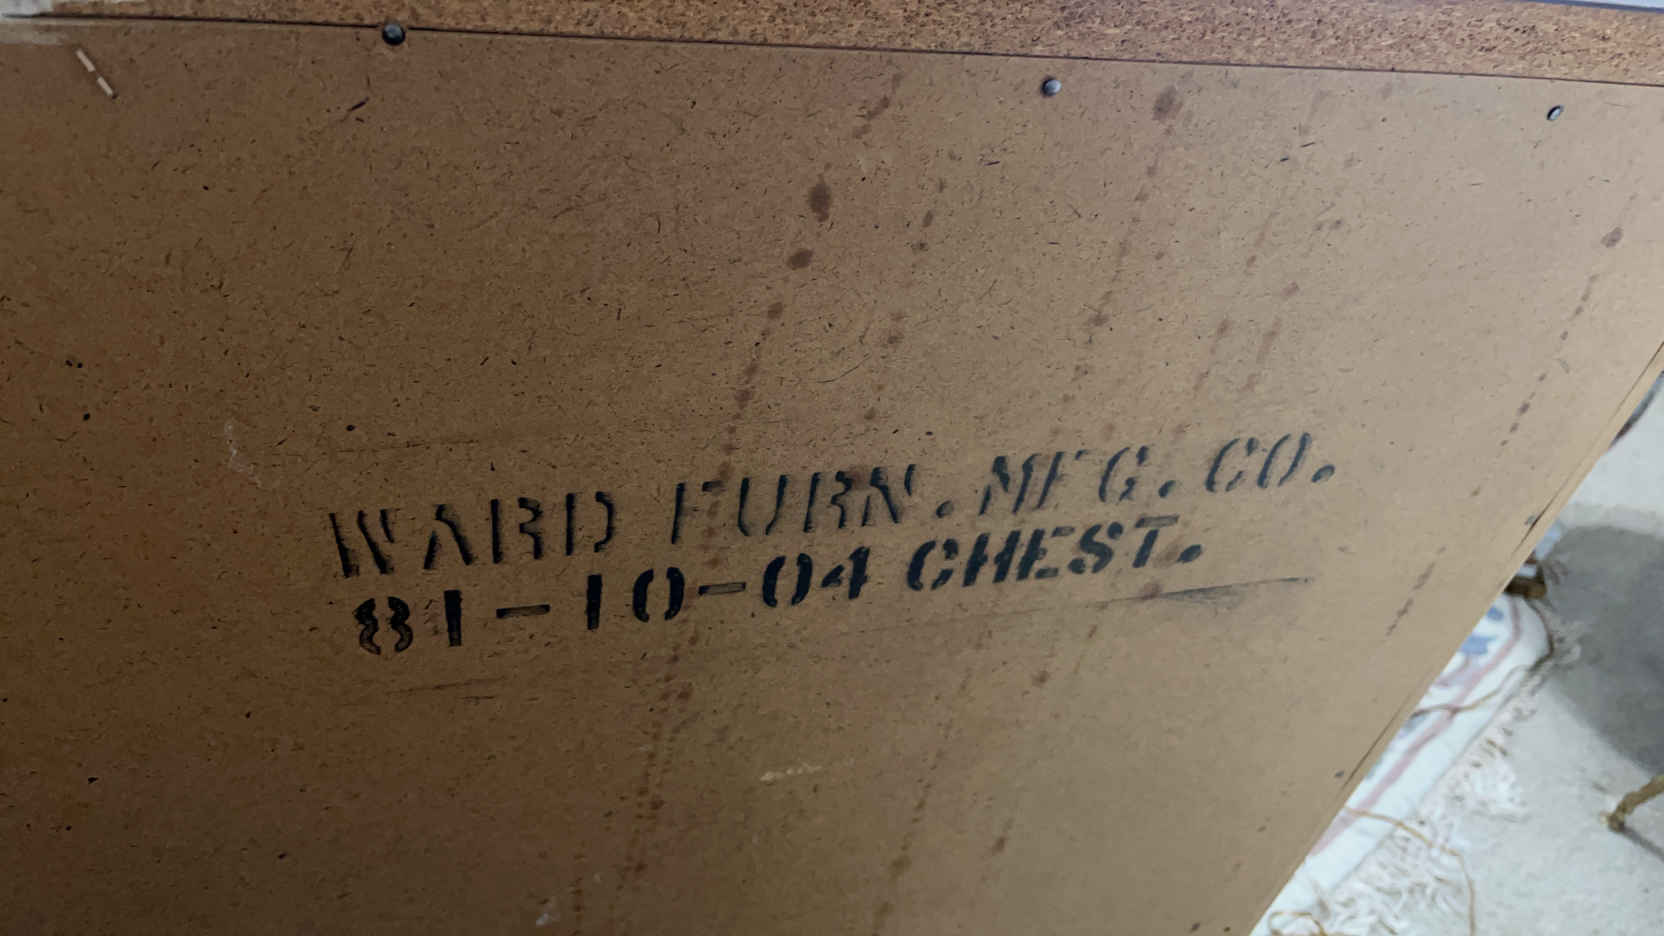 WARD FURN. MFG. CO.
81-10-04 CHEST.